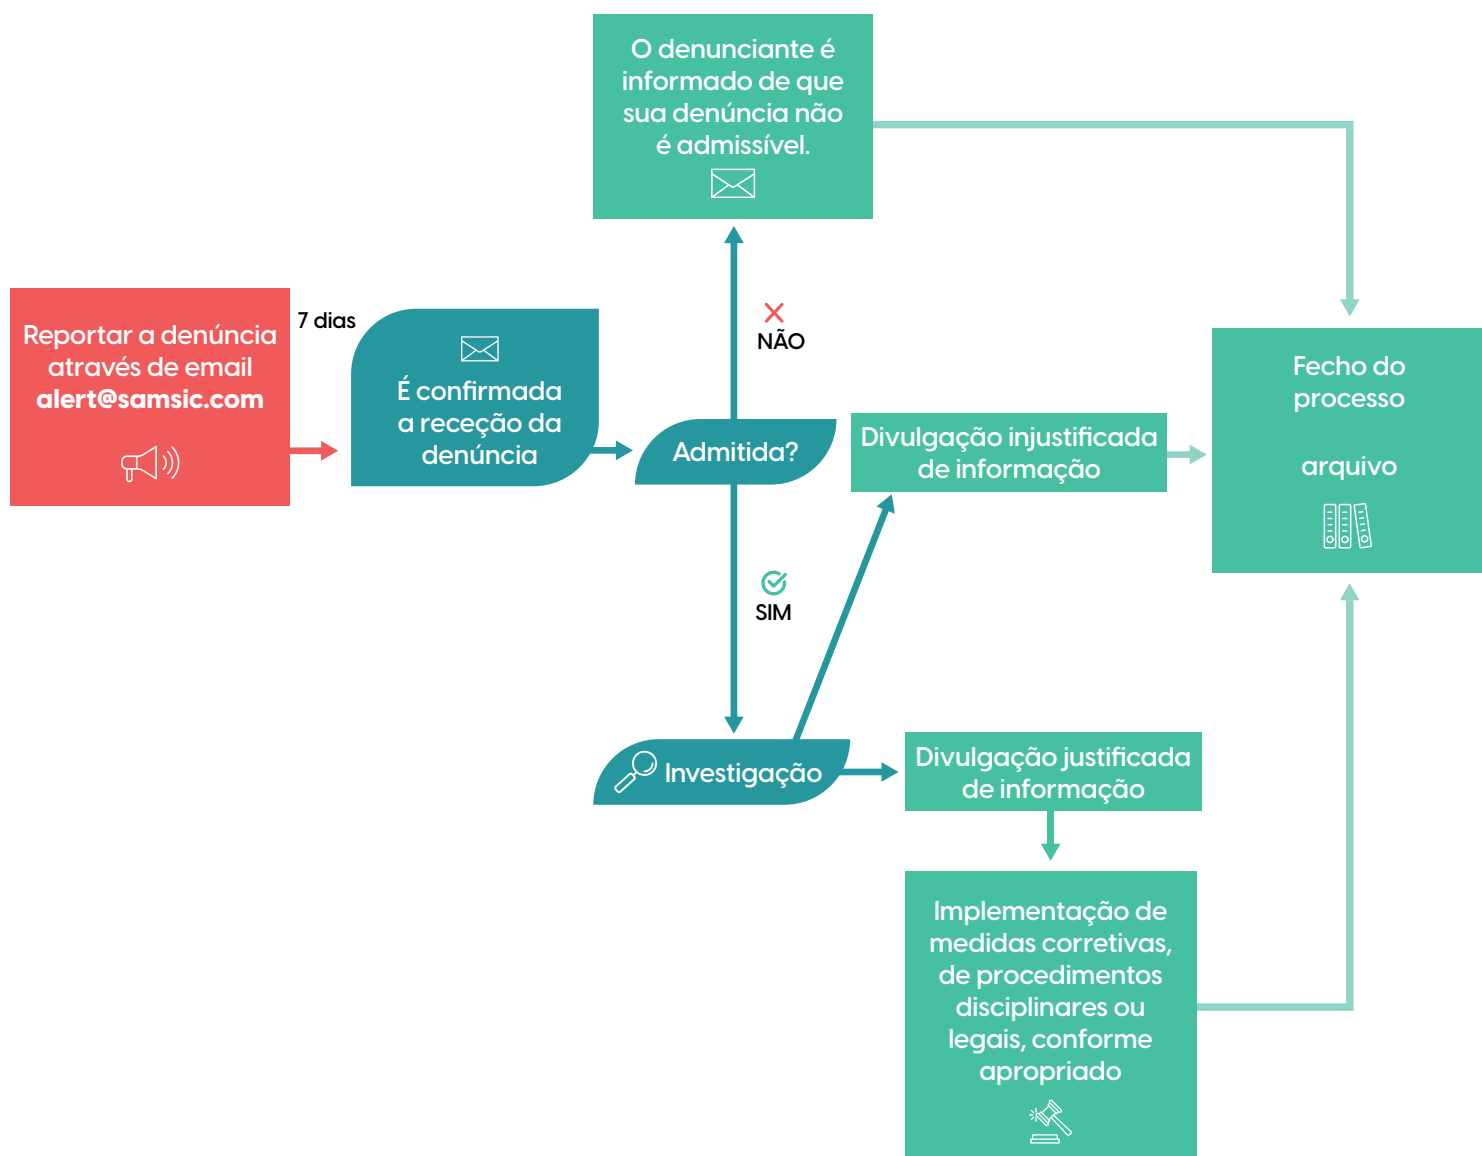 O denunciante é
informado de que
sua denúncia não
é admissível.
Reportar a denúncia
através de email
alert@samsic.com
7 dias
É confirmada
a receção da
denúncia
NÃO
Admitida?
SIM
Divulgação injustificada
de informação
Fecho do
processo
arquivo
Investigação
Divulgação justificada
de informação
Implementação de
medidas corretivas,
de procedimentos
disciplinares ou
legais, conforme
apropriado